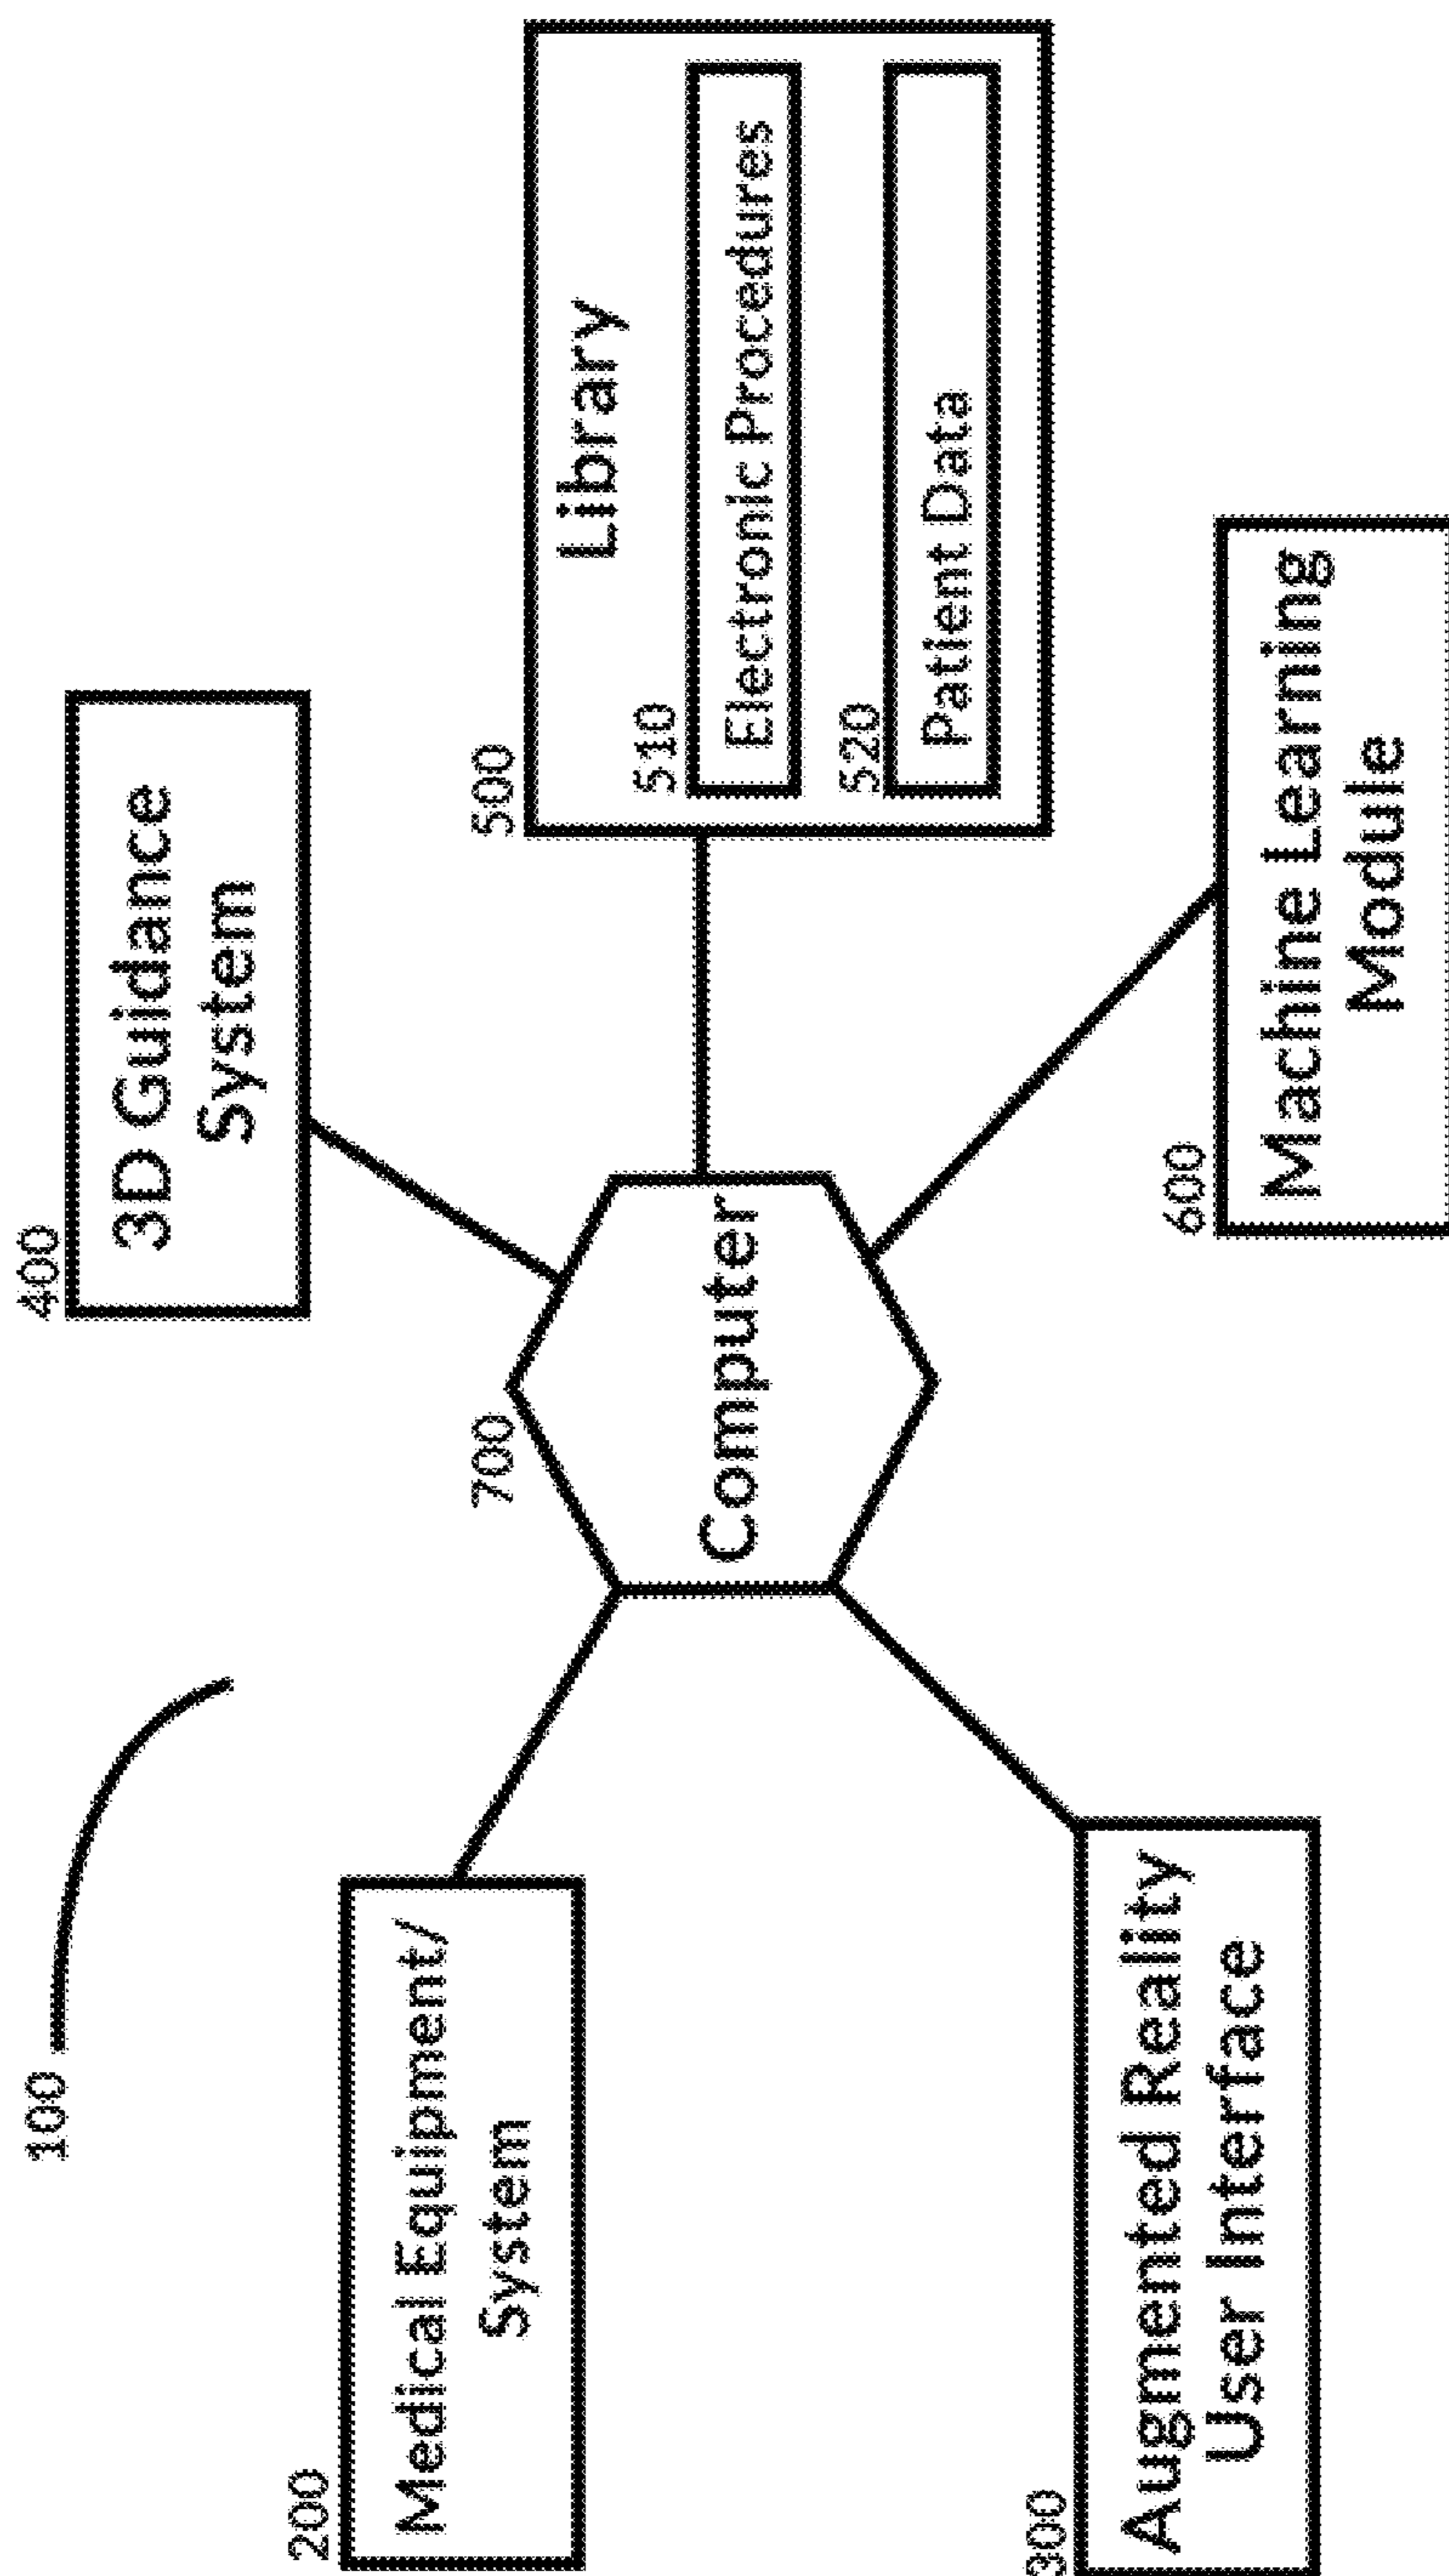 100
200
Medical Equipment/
System
300
Augmented Reality
User Interface
700
Computer
400
3D Guidance
System
500
Library
510
Electronic Procedures
520
Patient Data
600
Machine Learning
Module